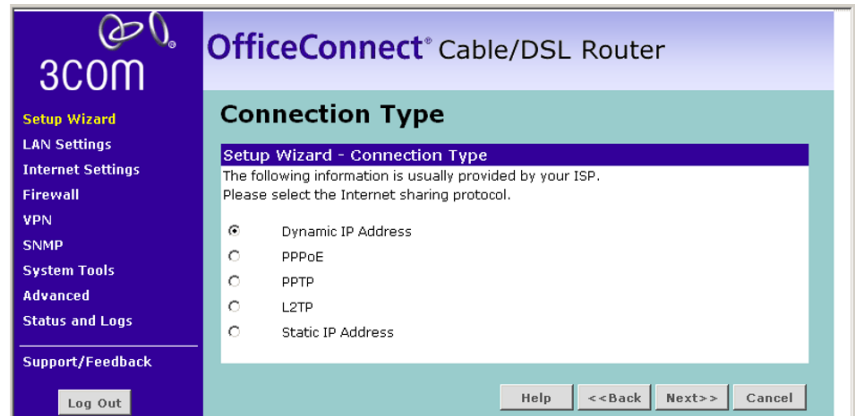 3COM
OfficeConnect® Cable/DSL Router
Setup Wizard
LAN Settings
Internet Settings
Firewall
VPN
SNMP
System Tools
Advanced
Status and Logs
Support/Feedback
Log Out
Connection Type
Setup Wizard - Connection Type
The following information is usually provided by your ISP.
Please select the Internet sharing protocol.
Dynamic IP Address
PPPoE
PPTP
L2TP
Static IP Address
Help <<Back Next>> Cancel